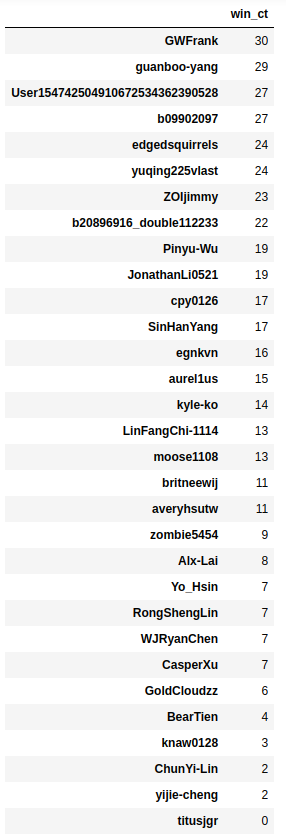 win_ct
GWFrank 30
guanboo-yang 29
User154742504910672534362390528 27
b09902097 27
edgedsquirrels 24
yuqing225vlast 24
ZOIjimmy 23
b20896916_double112233 22
Pinyu-Wu 19
JonathanLi0521 19
cpy0126 17
SinHanYang 17
egnkvn 16
aurel1us 15
kyle-ko 14
LinFangChi-1114 13
moose1108 13
britneewij 11
averyhsutw 11
zombie5454 9
Alx-Lai 8
Yo_Hsin 7
RongShengLin 7
WJRyanChen 7
CasperXu 7
GoldCloudzz 6
BearTien 4
knaw0128 3
ChunYi-Lin 2
yijie-cheng 2
titusjgr 0